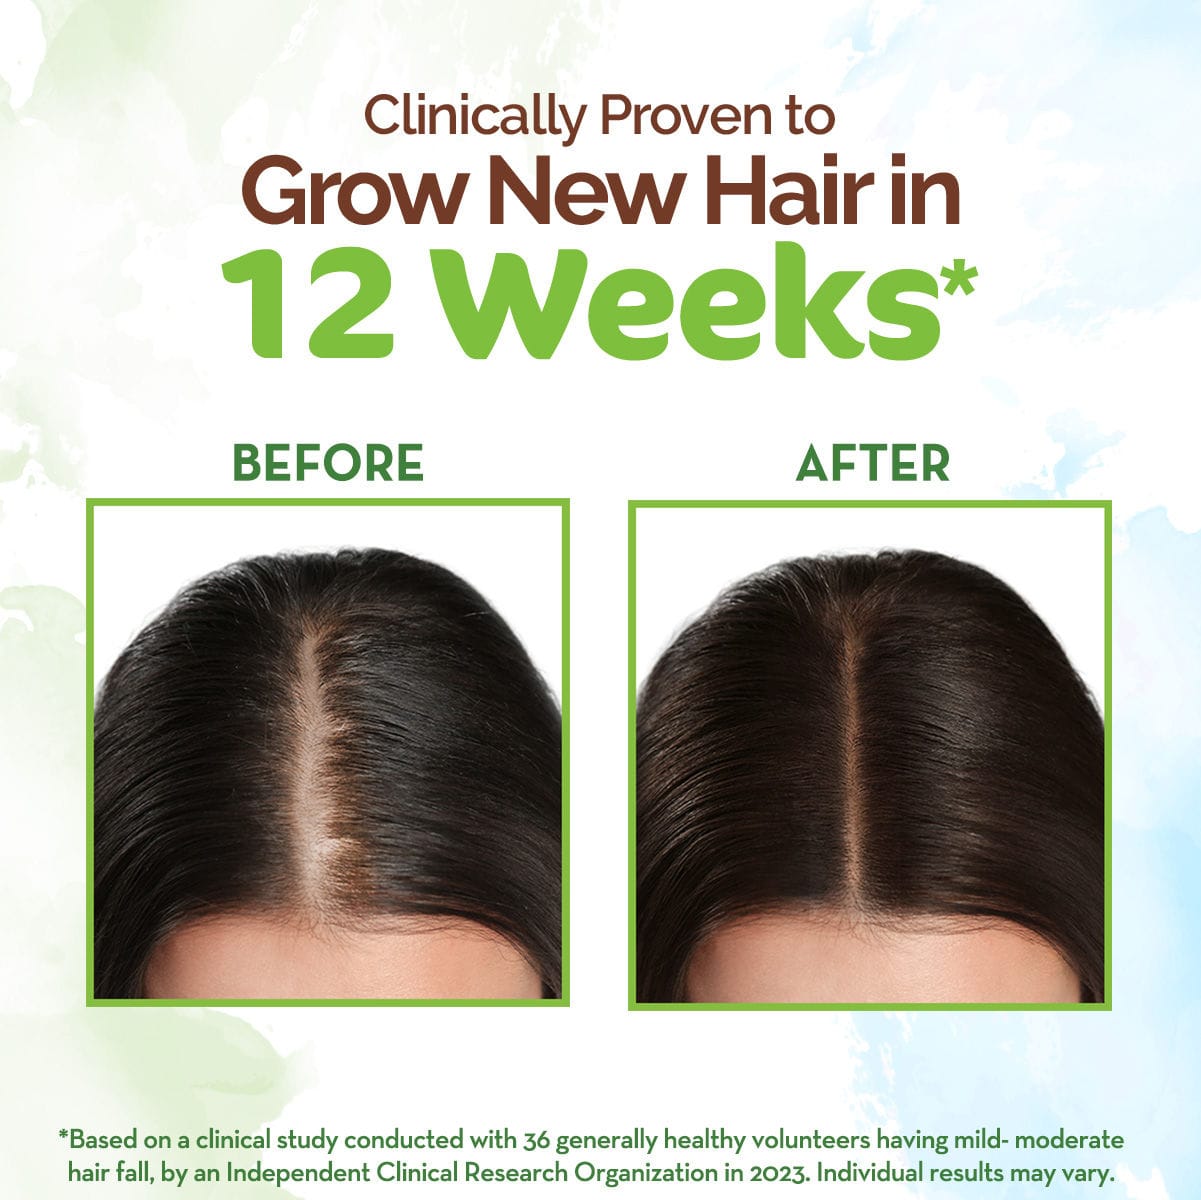 Clinically Proven to
Grow New Hair in
12 Weeks*
BEFORE
AFTER
*Based on a clinical study conducted with 36 generally healthy volunteers having mild- moderate
hair fall, by an Independent Clinical Research Organization in 2023. Individual results may vary.